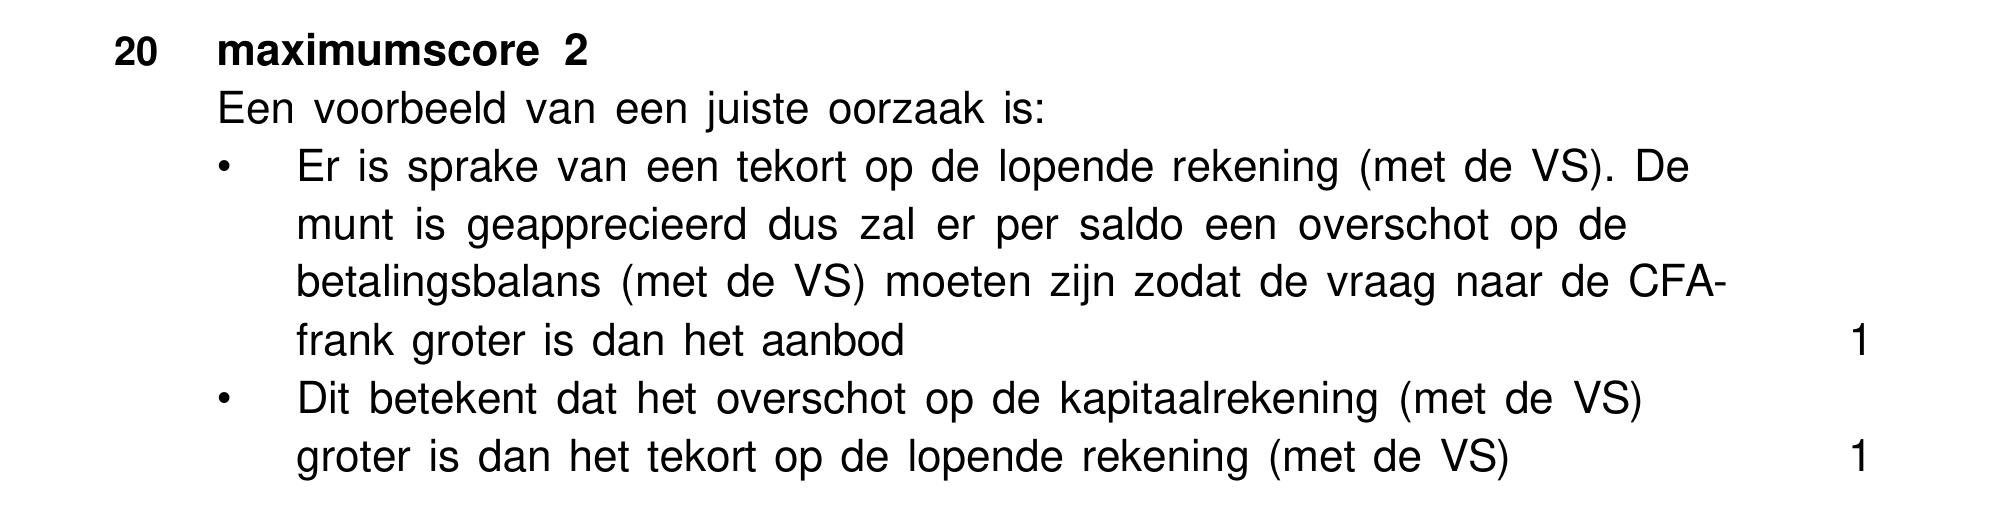 20 maximumscore 2
Een voorbeeld van een juiste oorzaak is:
• Er is sprake van een tekort op de lopende rekening (met de VS). De
munt is geapprecieerd dus zal er per saldo een overschot op de
betalingsbalans (met de VS) moeten zijn zodat de vraag naar de CFA-
frank groter is dan het aanbod 1
• Dit betekent dat het overschot op de kapitaalrekening (met de VS)
groter is dan het tekort op de lopende rekening (met de VS) 1